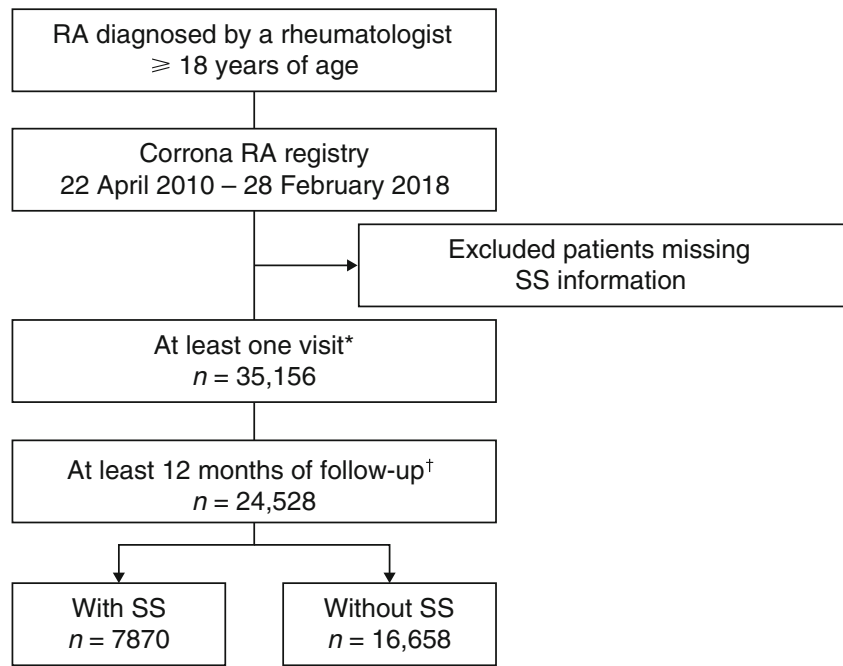 RA diagnosed by a rheumatologist
⩾ 18 years of age
Corrona RA registry
22 April 2010 – 28 February 2018
Excluded patients missing
SS information
At least one visit*
n = 35,156
At least 12 months of follow-up†
n = 24,528
With SS
n = 7870
Without SS
n = 16,658